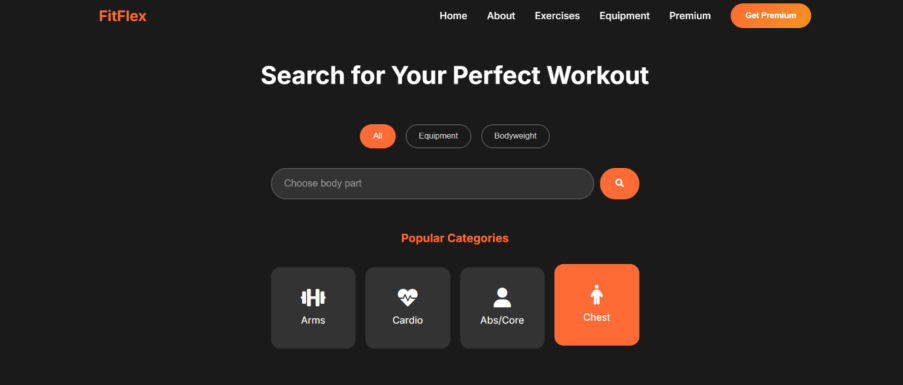 FitFlex Home About Exercises Equipment Premium Get Premium
Search for Your Perfect Workout
All Equipment Bodyweight
Choose body part
Popular Categories
Arms Cardio Abs/Core Chest